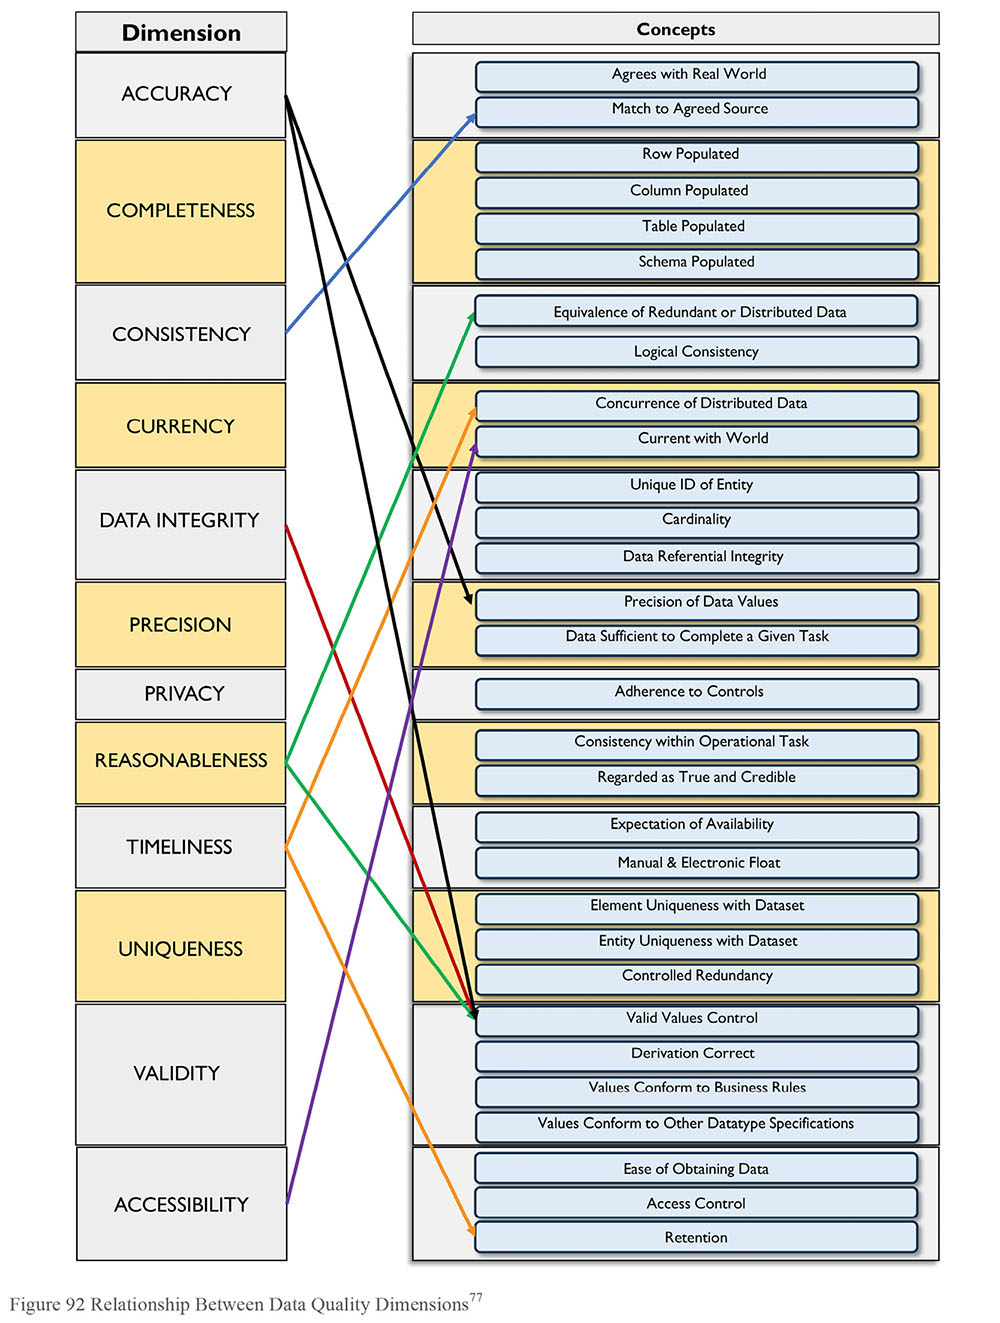 Dimension
Concepts
ACCURACY
Agrees with Real World
Match to Agreed Source
COMPLETENESS
Row Populated
Column Populated
Table Populated
Schema Populated
CONSISTENCY
Equivalence of Redundant or Distributed Data
Logical Consistency
CURRENCY
Concurrence of Distributed Data
Current with World
DATA INTEGRITY
Unique ID of Entity
Cardinality
Data Referential Integrity
PRECISION
Precision of Data Values
Data Sufficient to Complete a Given Task
PRIVACY
Adherence to Controls
REASONABLENESS
Consistency within Operational Task
Regarded as True and Credible
TIMELINESS
Expectation of Availability
Manual & Electronic Float
UNIQUENESS
Element Uniqueness with Dataset
Entity Uniqueness with Dataset
Controlled Redundancy
VALIDITY
Valid Values Control
Derivation Correct
Values Conform to Business Rules
Values Conform to Other Datatype Specifications
ACCESSIBILITY
Ease of Obtaining Data
Access Control
Retention
Figure 92 Relationship Between Data Quality Dimensions77